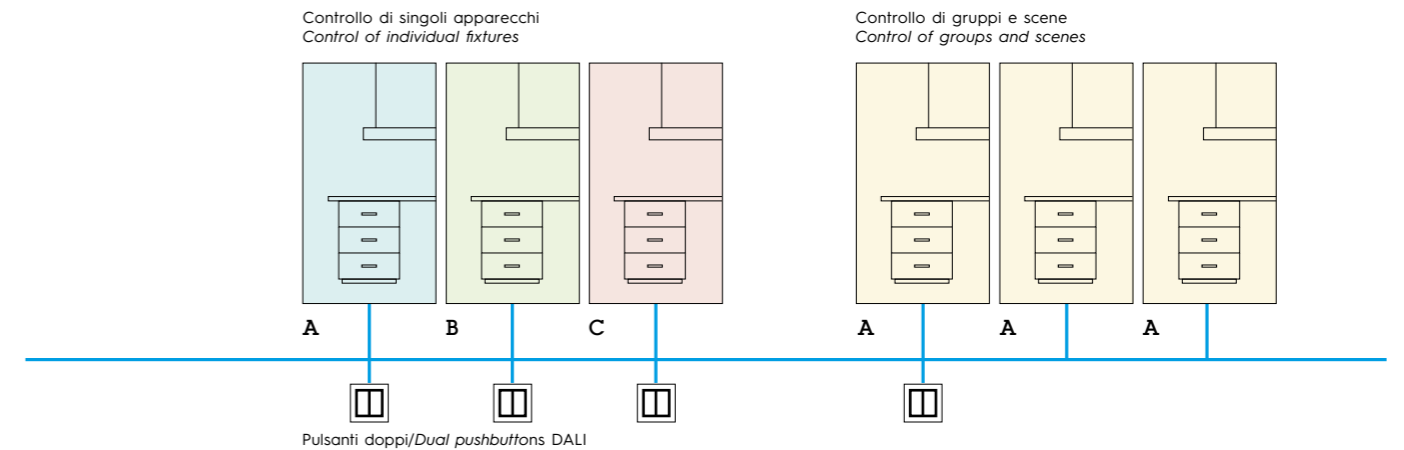 Controllo di singoli apparecchi
Control of individual fixtures
Controllo di gruppi e scene
Control of groups and scenes
A
B
C
A
A
A
Pulsanti doppi/Dual pushbuttons DALI